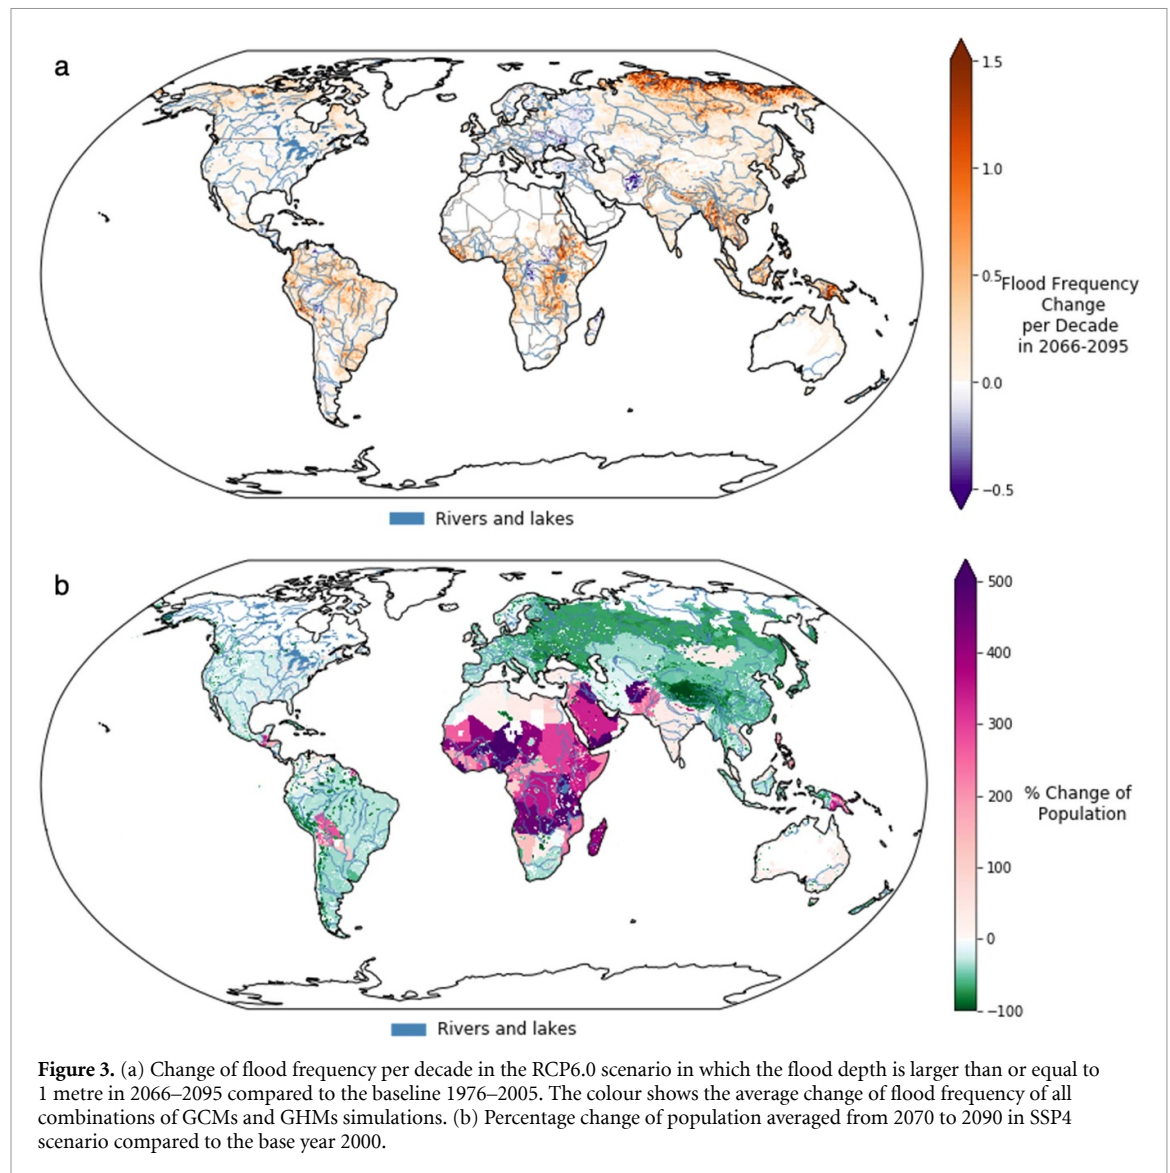 a
1.5
1.0
0.5
Flood Frequency
Change
per Decade
in 2066-2095
0.0
−0.5
Rivers and lakes
b
500
400
300
200
% Change of
Population
100
0
−100
Rivers and lakes
Figure 3. (a) Change of flood frequency per decade in the RCP6.0 scenario in which the flood depth is larger than or equal to
1 metre in 2066–2095 compared to the baseline 1976–2005. The colour shows the average change of flood frequency of all
combinations of GCMs and GHMs simulations. (b) Percentage change of population averaged from 2070 to 2090 in SSP4
scenario compared to the base year 2000.